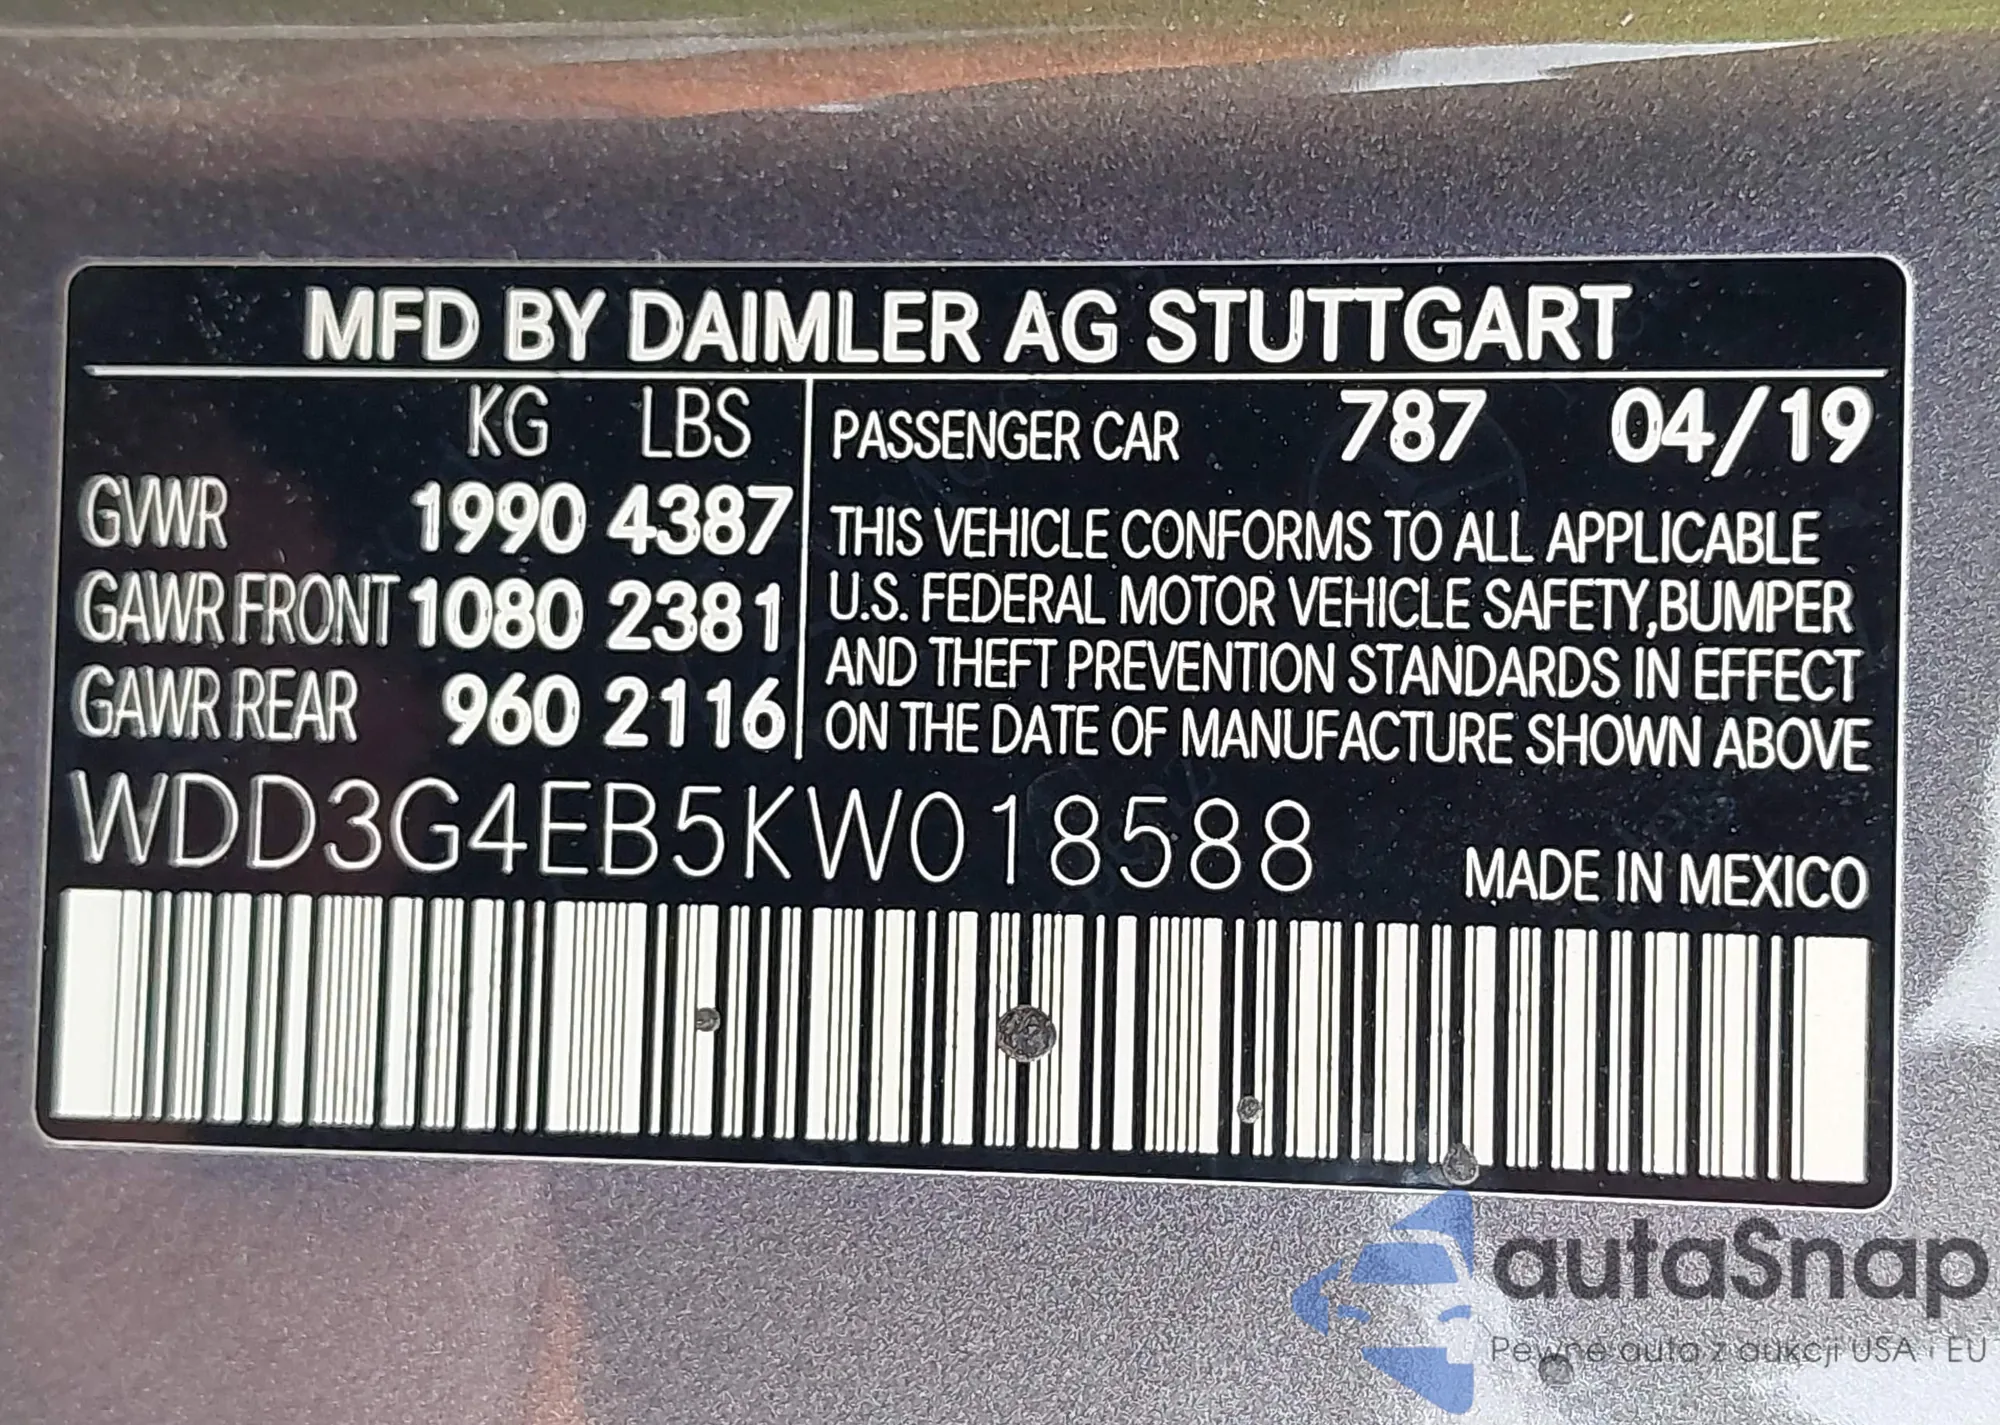 MFD BY DAIMLER AG STUTTGART
KG LBS
GVWR 1990 4387
GAWR FRONT 1080 2381
GAWR REAR 960 2116
PASSENGER CAR 787 04/19
THIS VEHICLE CONFORMS TO ALL APPLICABLE
U.S. FEDERAL MOTOR VEHICLE SAFETY,BUMPER
AND THEFT PREVENTION STANDARDS IN EFFECT
ON THE DATE OF MANUFACTURE SHOWN ABOVE
WDD3G4EB5KW018588
MADE IN MEXICO
autaSnap
Pewne auta z aukcji USA i EU